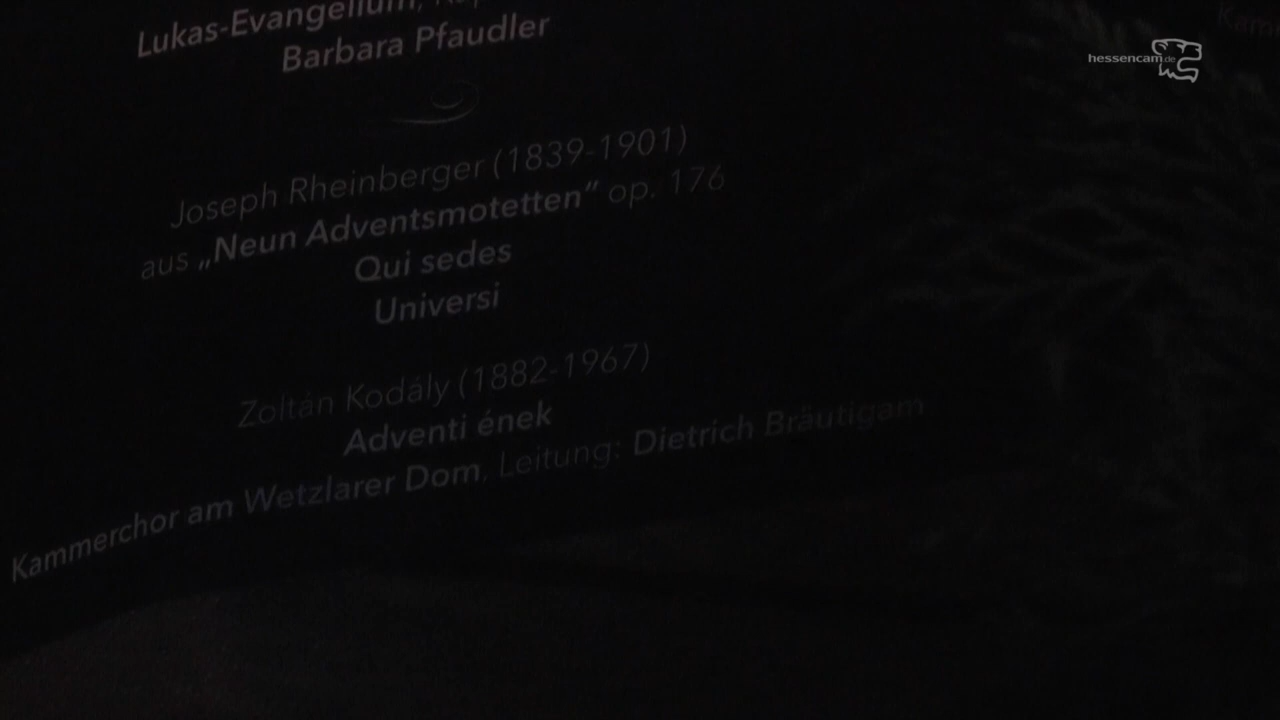 Lukas-Evangelium,
Barbara Pfaudler
Joseph Rheinberger (1839-1901)
aus „Neun Adventsmotetten“ op. 176
Qui sedes
Universi
Zoltán Kodály (1882-1967)
Adventi ének
Kammerchor am Wetzlarer Dom, Leitung: Dietrich Bräutigam
hessencam.de